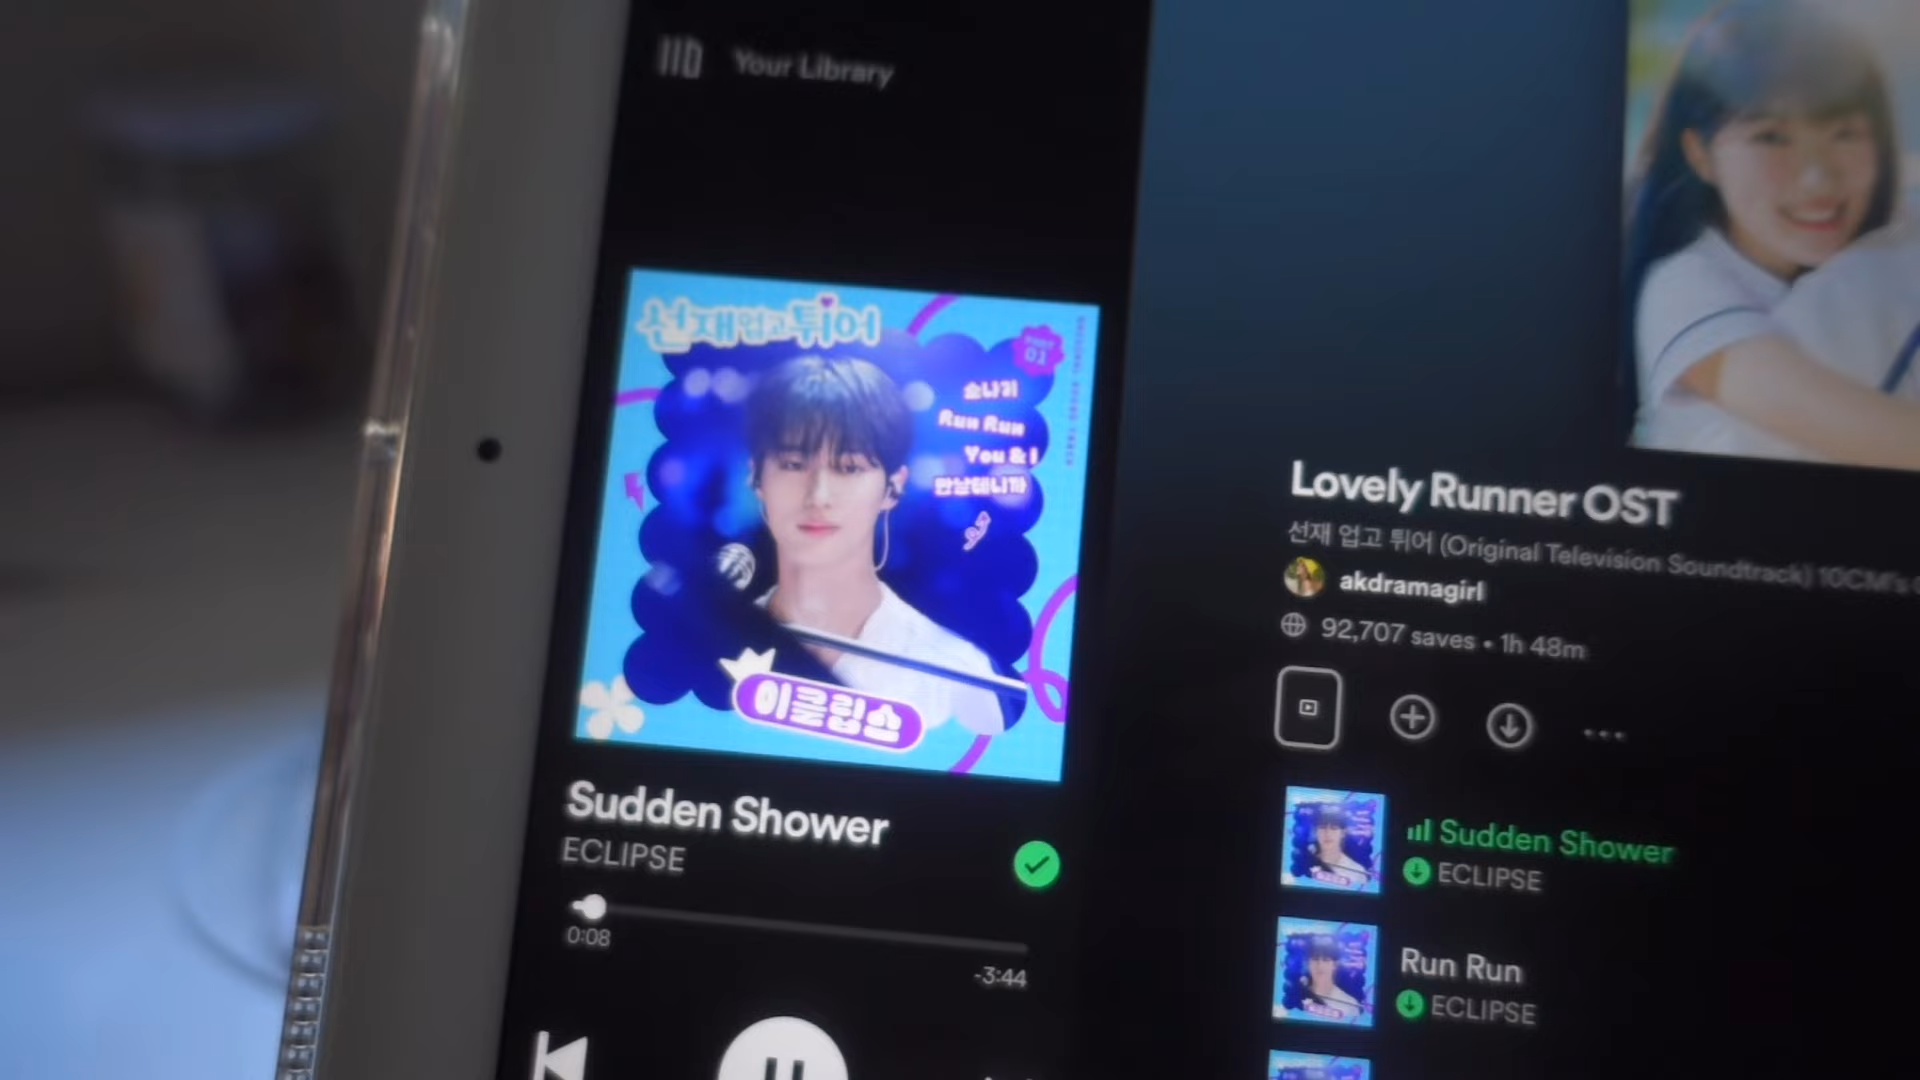 Your Library
선재 업고 튀어
PART
01
소나기
Run Run
You & I
만날테니까
이클립스
Sudden Shower
ECLIPSE
0:08
-3:44
Lovely Runner OST
선재 업고 튀어 (Original Television Soundtrack) 10CM's
akdramagirl
92,707 saves • 1h 48m
Sudden Shower
ECLIPSE
Run Run
ECLIPSE